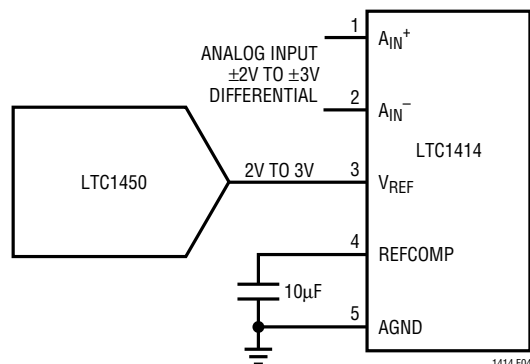 1
A_IN^+
ANALOG INPUT
±2V TO ±3V
DIFFERENTIAL
2
A_IN^−
LTC1414
LTC1450
2V TO 3V
3
V_REF
4
REFCOMP
10µF
5
AGND
1414 F04